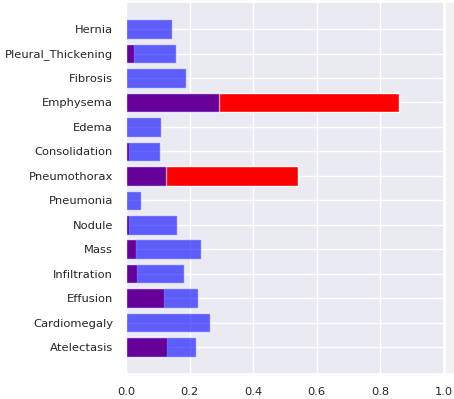 Hernia
Pleural_Thickening
Fibrosis
Emphysema
Edema
Consolidation
Pneumothorax
Pneumonia
Nodule
Mass
Infiltration
Effusion
Cardiomegaly
Atelectasis
0.0 0.2 0.4 0.6 0.8 1.0